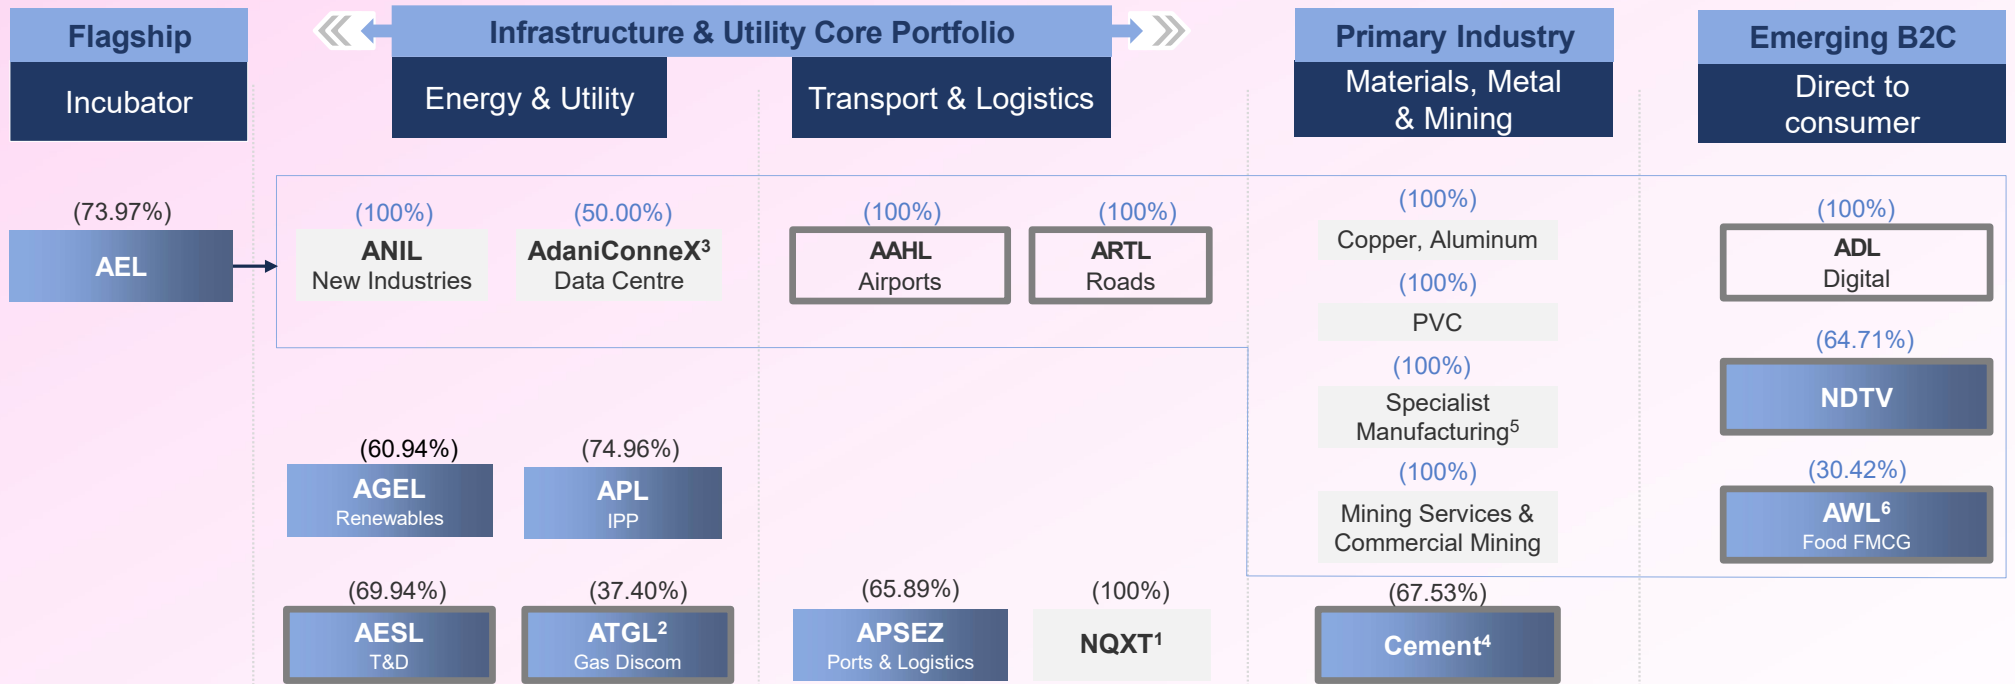 Flagship
Incubator
Infrastructure & Utility Core Portfolio
Energy & Utility
Transport & Logistics
Primary Industry
Materials, Metal
& Mining
Emerging B2C
Direct to
consumer
(73.97%)
AEL
(100%)
ANIL
New Industries
(50.00%)
AdaniConneX³
Data Centre
(100%)
AAHL
Airports
(100%)
ARTL
Roads
(100%)
Copper, Aluminum
(100%)
PVC
(100%)
Specialist
Manufacturing⁵
(100%)
Mining Services &
Commercial Mining
(100%)
ADL
Digital
(64.71%)
NDTV
(30.42%)
AWL⁶
Food FMCG
(60.94%)
AGEL
Renewables
(74.96%)
APL
IPP
(69.94%)
AESL
T&D
(37.40%)
ATGL²
Gas Discom
(65.89%)
APSEZ
Ports & Logistics
(100%)
NQXT¹
(67.53%)
Cement⁴